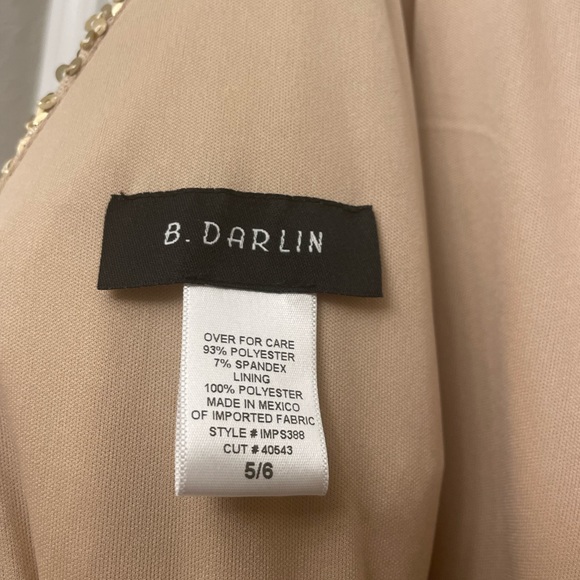 B. DARLIN
OVER FOR CARE
93% POLYESTER
7% SPANDEX
LINING
100% POLYESTER
MADE IN MEXICO
OF IMPORTED FABRIC
STYLE # IMPS388
CUT # 40543
5/6